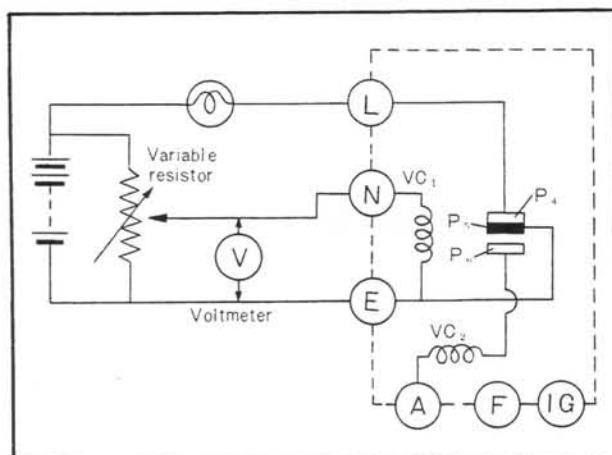 L
Variable
resistor
VC₁
N
P₄
P₅
P₆
V
E
Voltmeter
VC₂
A
F
IG